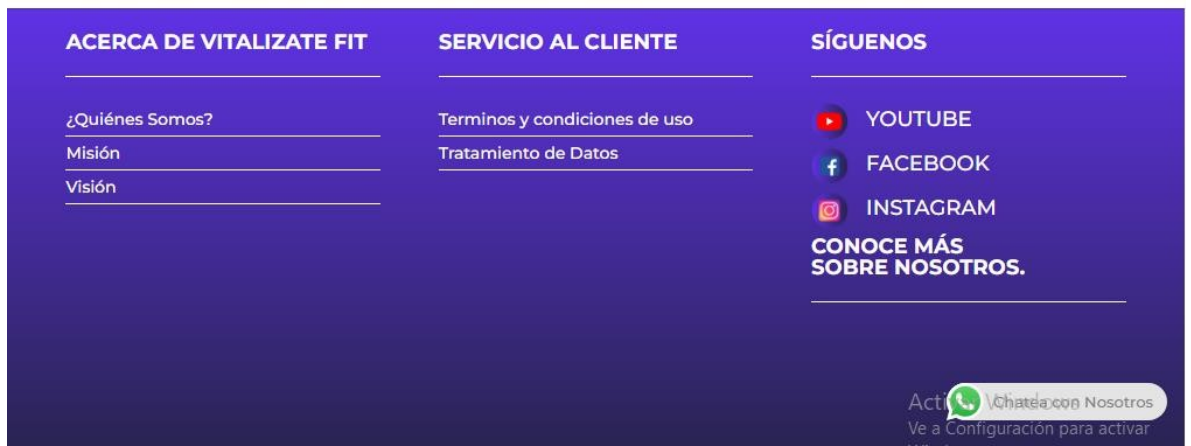 ACERCA DE VITALIZATE FIT
¿Quiénes Somos?
Misión
Visión
SERVICIO AL CLIENTE
Terminos y condiciones de uso
Tratamiento de Datos
SÍGUENOS
YOUTUBE
FACEBOOK
INSTAGRAM
CONOCE MÁS
SOBRE NOSOTROS.
Chatea con Nosotros
Windows
Ve a Configuración para activar